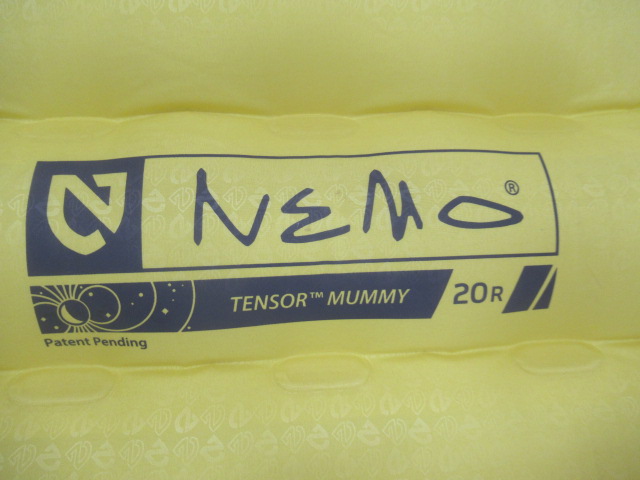 NEMO®
TENSOR™ MUMMY 20R
Patent Pending